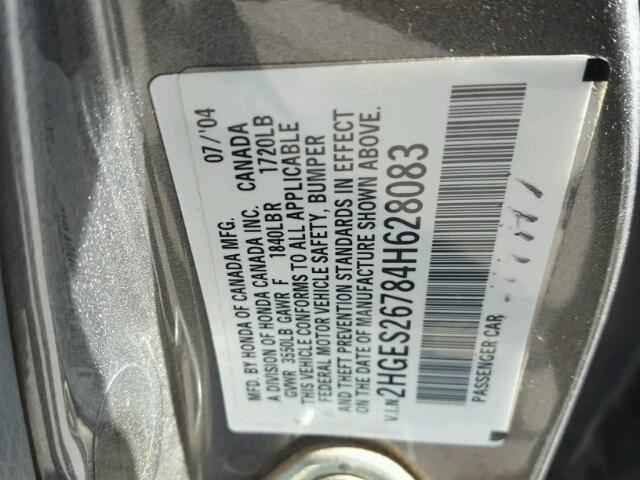 MFD. BY HONDA OF CANADA MFG. 07/'04
A DIVISION OF HONDA CANADA INC. CANADA
GVWR 3550LB GAWR F 1840LBR 1720LB
THIS VEHICLE CONFORMS TO ALL APPLICABLE
FEDERAL MOTOR VEHICLE SAFETY, BUMPER
AND THEFT PREVENTION STANDARDS IN EFFECT
ON THE DATE OF MANUFACTURE SHOWN ABOVE.
V.I.N 2HGES26784H628083
PASSENGER CAR